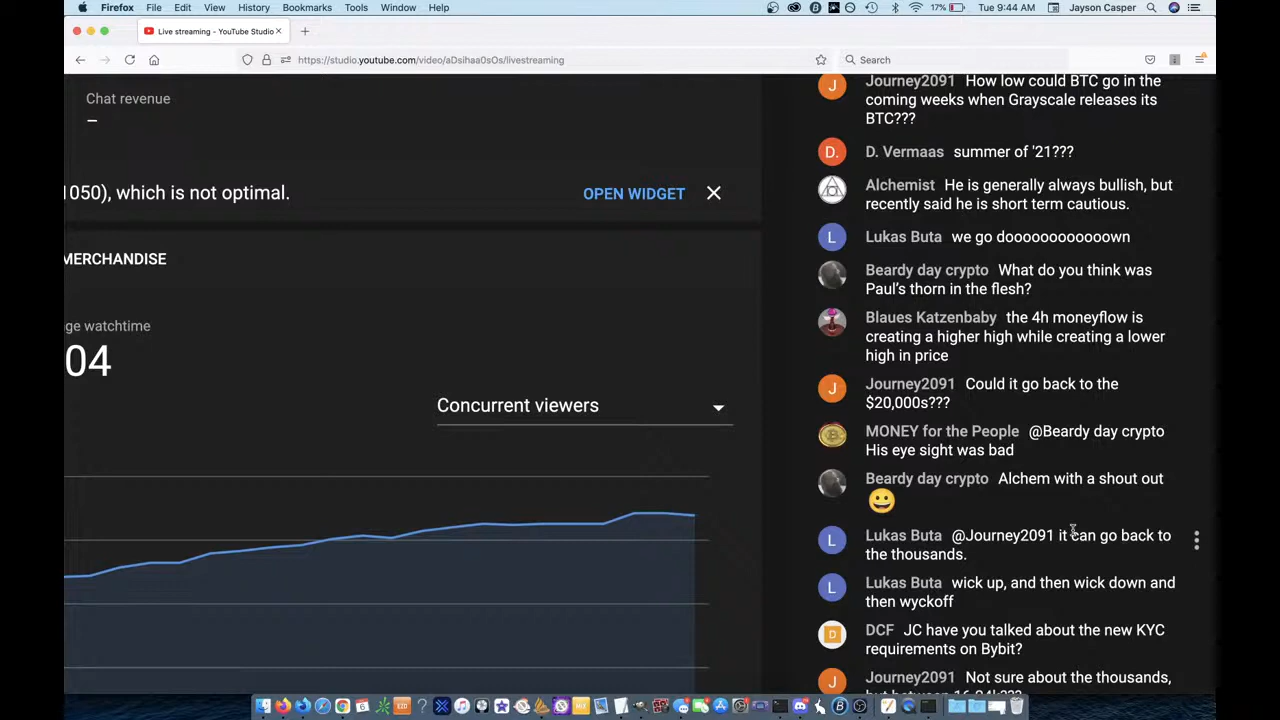 Firefox File Edit View History Bookmarks Tools Window Help 17% Tue 9:44 AM Jayson Casper
Live streaming - YouTube Studio
https://studio.youtube.com/video/aDsihaa0sOs/livestreaming
Search
Chat revenue
–
1050), which is not optimal. OPEN WIDGET
MERCHANDISE
ge watchtime
04
Concurrent viewers
Journey2091 How low could BTC go in the
coming weeks when Grayscale releases its
BTC???
D. Vermaas summer of '21???
Alchemist He is generally always bullish, but
recently said he is short term cautious.
Lukas Buta we go dooooooooooown
Beardy day crypto What do you think was
Paul's thorn in the flesh?
Blaues Katzenbaby the 4h moneyflow is
creating a higher high while creating a lower
high in price
Journey2091 Could it go back to the
$20,000s???
MONEY for the People @Beardy day crypto
His eye sight was bad
Beardy day crypto Alchem with a shout out
😀
Lukas Buta @Journey2091 it can go back to
the thousands.
Lukas Buta wick up, and then wick down and
then wyckoff
DCF JC have you talked about the new KYC
requirements on Bybit?
Journey2091 Not sure about the thousands,